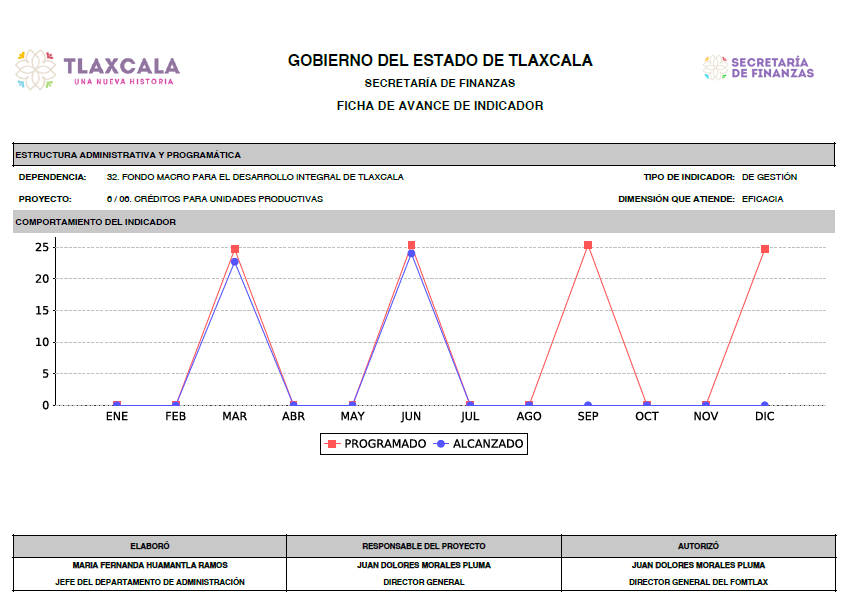 TLAXCALA
UNA NUEVA HISTORIA
GOBIERNO DEL ESTADO DE TLAXCALA
SECRETARÍA DE FINANZAS
FICHA DE AVANCE DE INDICADOR
SECRETARÍA
DE FINANZAS
ESTRUCTURA ADMINISTRATIVA Y PROGRAMÁTICA
DEPENDENCIA: 32. FONDO MACRO PARA EL DESARROLLO INTEGRAL DE TLAXCALA TIPO DE INDICADOR: DE GESTIÓN
PROYECTO: 6 / 06. CRÉDITOS PARA UNIDADES PRODUCTIVAS DIMENSIÓN QUE ATIENDE: EFICACIA
COMPORTAMIENTO DEL INDICADOR
25
20
15
10
5
0
ENE FEB MAR ABR MAY JUN JUL AGO SEP OCT NOV DIC
PROGRAMADO ALCANZADO
ELABORÓ RESPONSABLE DEL PROYECTO AUTORIZÓ
MARIA FERNANDA HUAMANTLA RAMOS JUAN DOLORES MORALES PLUMA JUAN DOLORES MORALES PLUMA
JEFE DEL DEPARTAMENTO DE ADMINISTRACIÓN DIRECTOR GENERAL DIRECTOR GENERAL DEL FOMTLAX